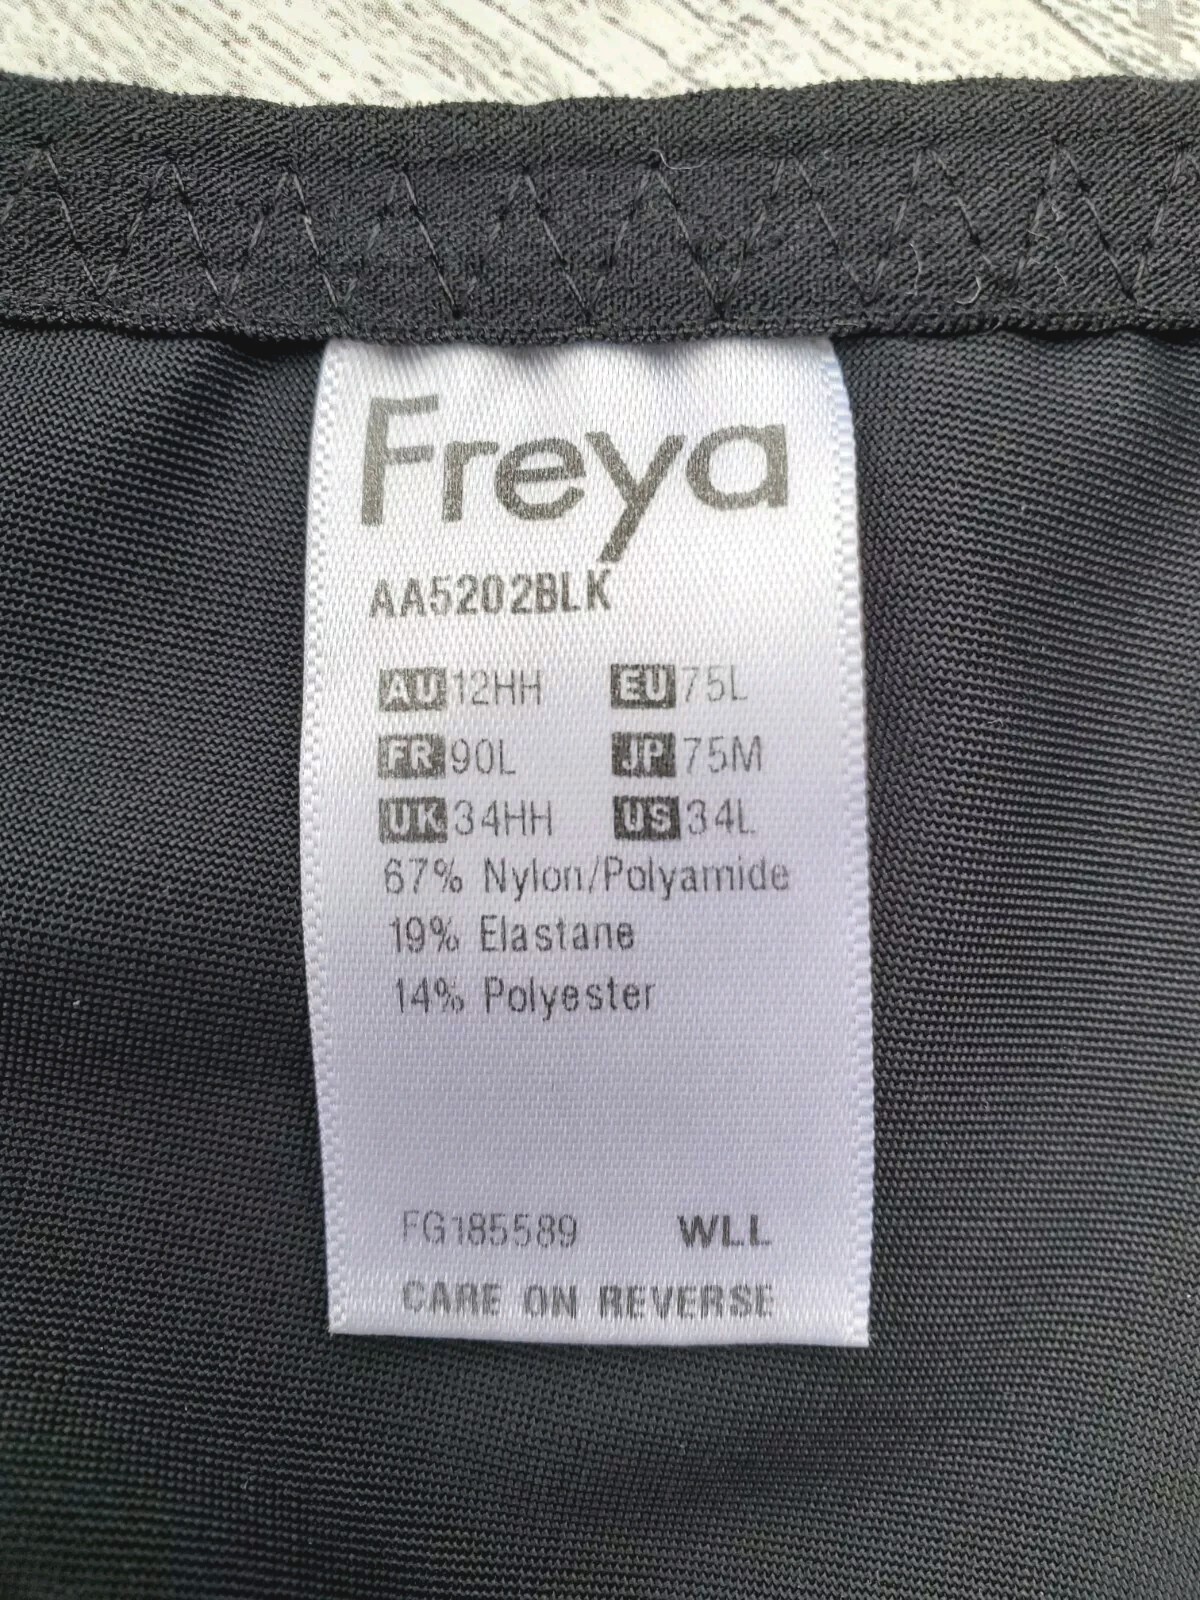 Freya
AA5202BLK
AU 12HH EU 75L
FR 90L JP 75M
UK 34HH US 34L
67% Nylon/Polyamide
19% Elastane
14% Polyester
FG185589 WLL
CARE ON REVERSE